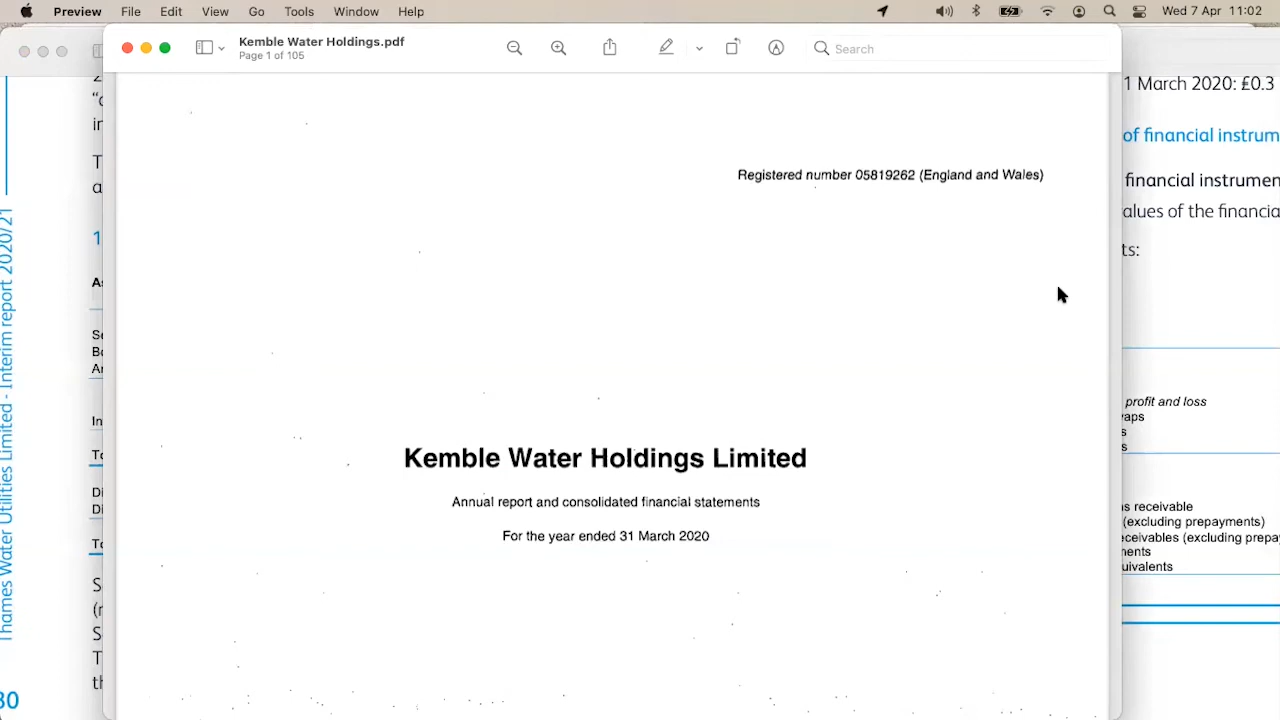 Preview File Edit View Go Tools Window Help Wed 7 Apr 11:02
Kemble Water Holdings.pdf
Page 1 of 105
Search
Registered number 05819262 (England and Wales)
Kemble Water Holdings Limited
Annual report and consolidated financial statements
For the year ended 31 March 2020
Thames Water Utilities Limited - Interim report 2020/21
1 March 2020: £0.3
of financial instrum
financial instrumen
alues of the financia
ts:
profit and loss
aps
s
s
s receivable
(excluding prepayments)
eceivables (excluding prepa
ents
uivalents